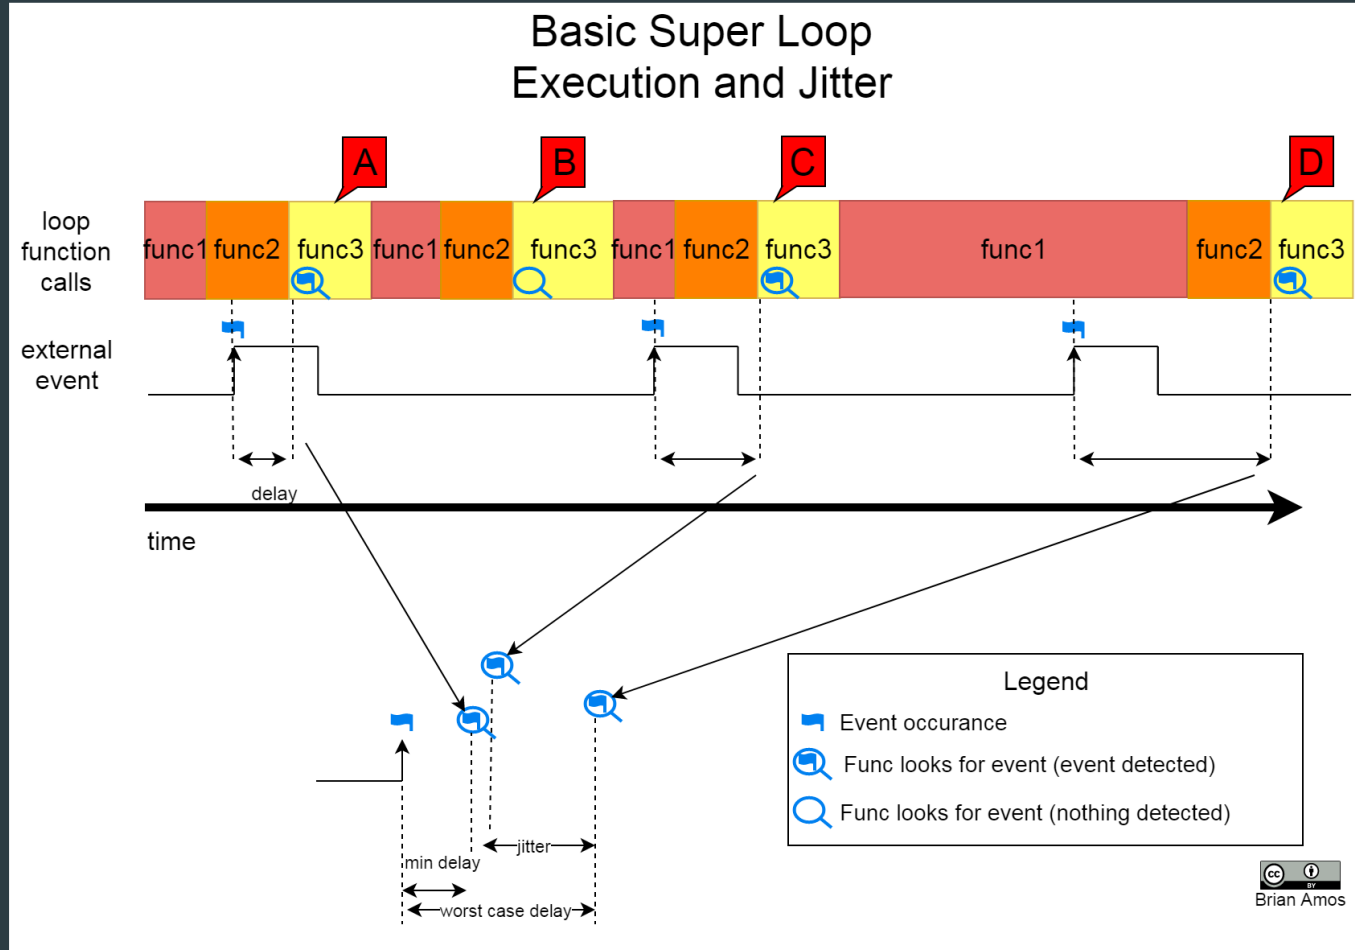 Basic Super Loop
Execution and Jitter
A
B
C
D
loop
function
calls
func1 func2 func3 func1 func2 func3 func1 func2 func3 func1 func2 func3
external
event
delay
time
Legend
Event occurance
Func looks for event (event detected)
Func looks for event (nothing detected)
jitter
min delay
worst case delay
cc
BY
Brian Amos